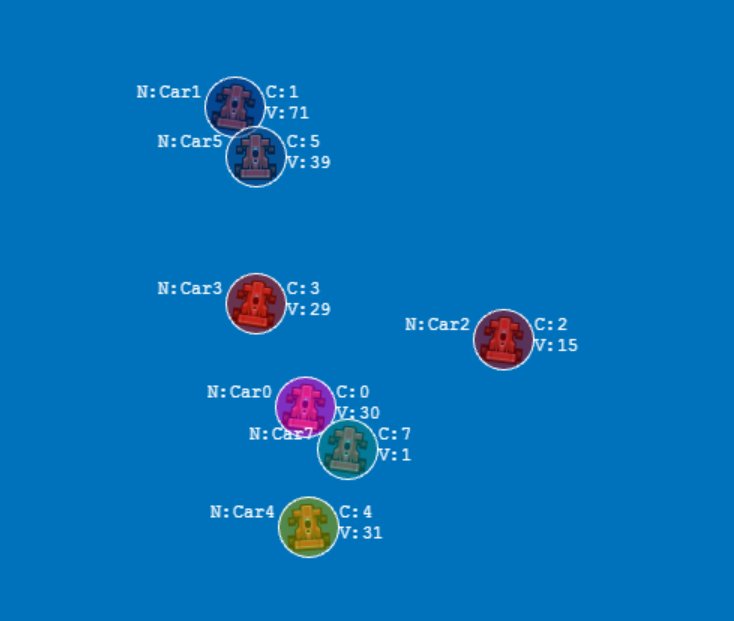 N:Car1 C:1
V:71
N:Car5 C:5
V:39
N:Car3 C:3
V:29
N:Car2 C:2
V:15
N:Car0 C:0
V:30
N:Car7 C:7
V:1
N:Car4 C:4
V:31